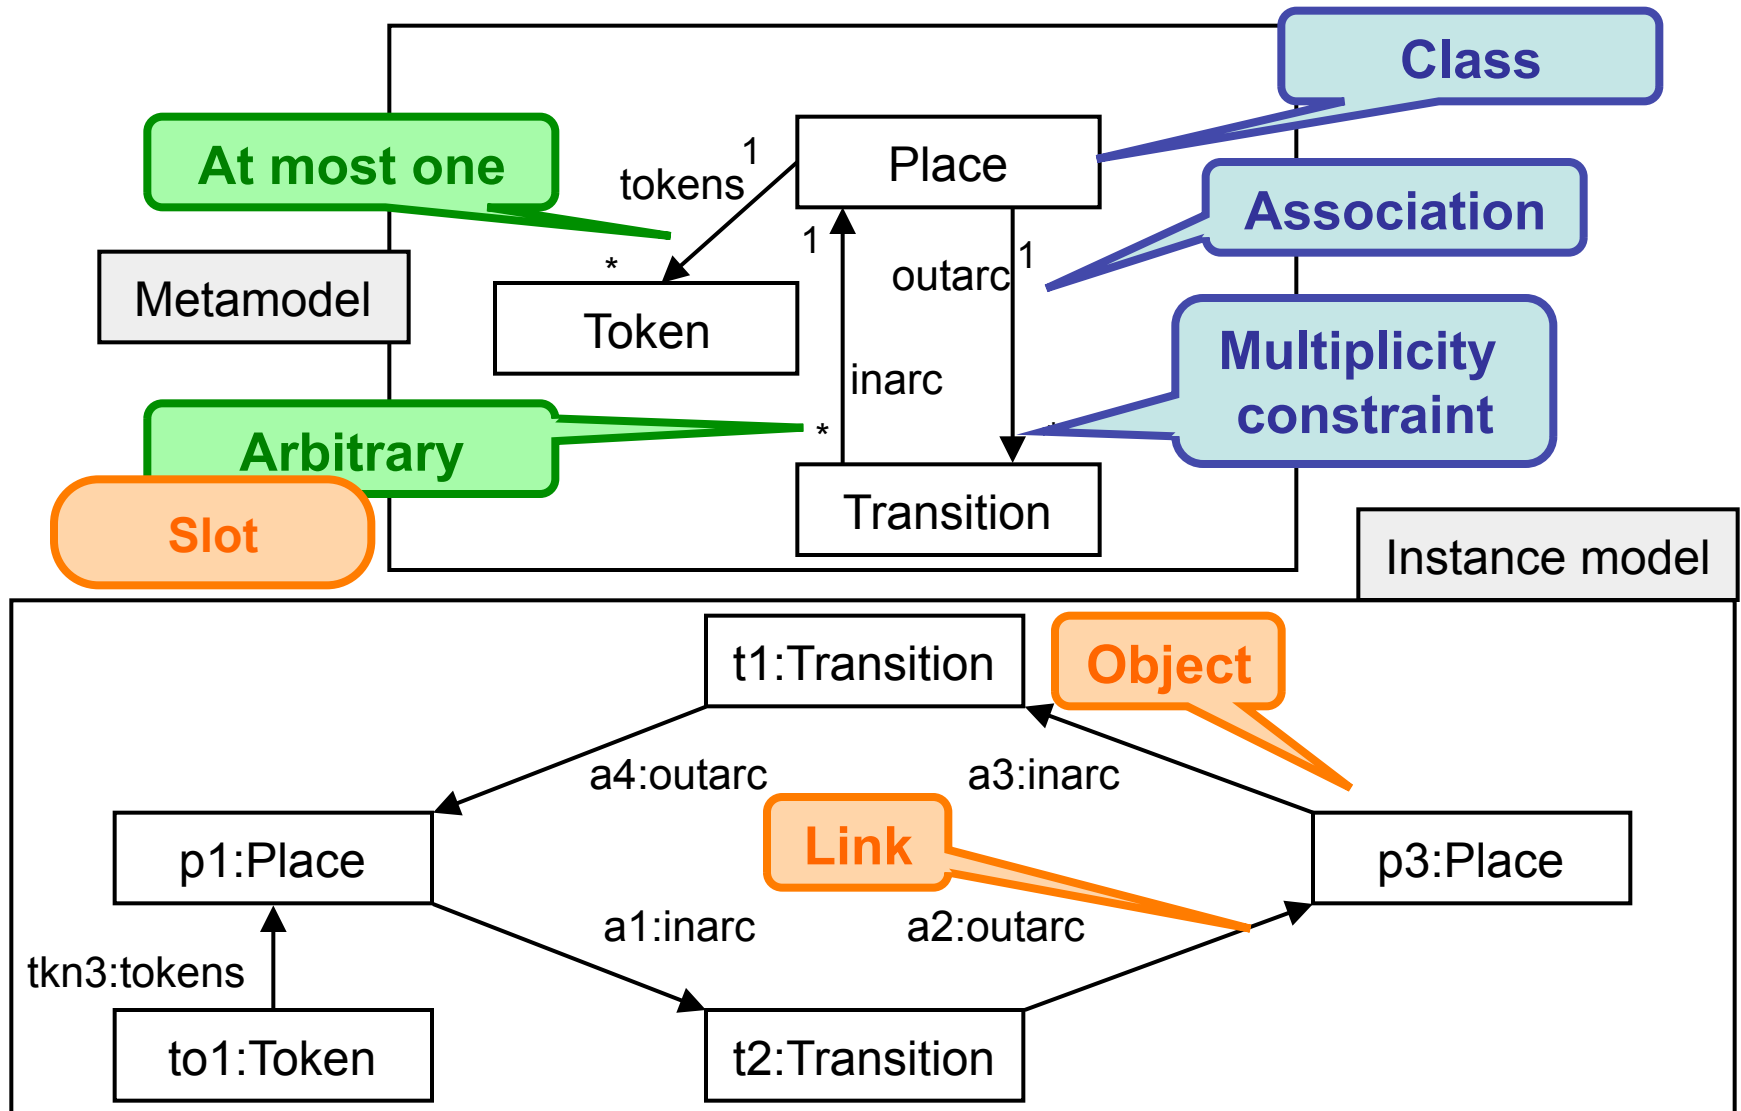 Class
At most one
1
Place
tokens
Association
1
outarc
1
*
Metamodel
Token
Multiplicity
constraint
inarc
*
Arbitrary
Transition
Slot
Instance model
t1:Transition
Object
a4:outarc
a3:inarc
Link
p1:Place
p3:Place
a1:inarc
a2:outarc
tkn3:tokens
to1:Token
t2:Transition